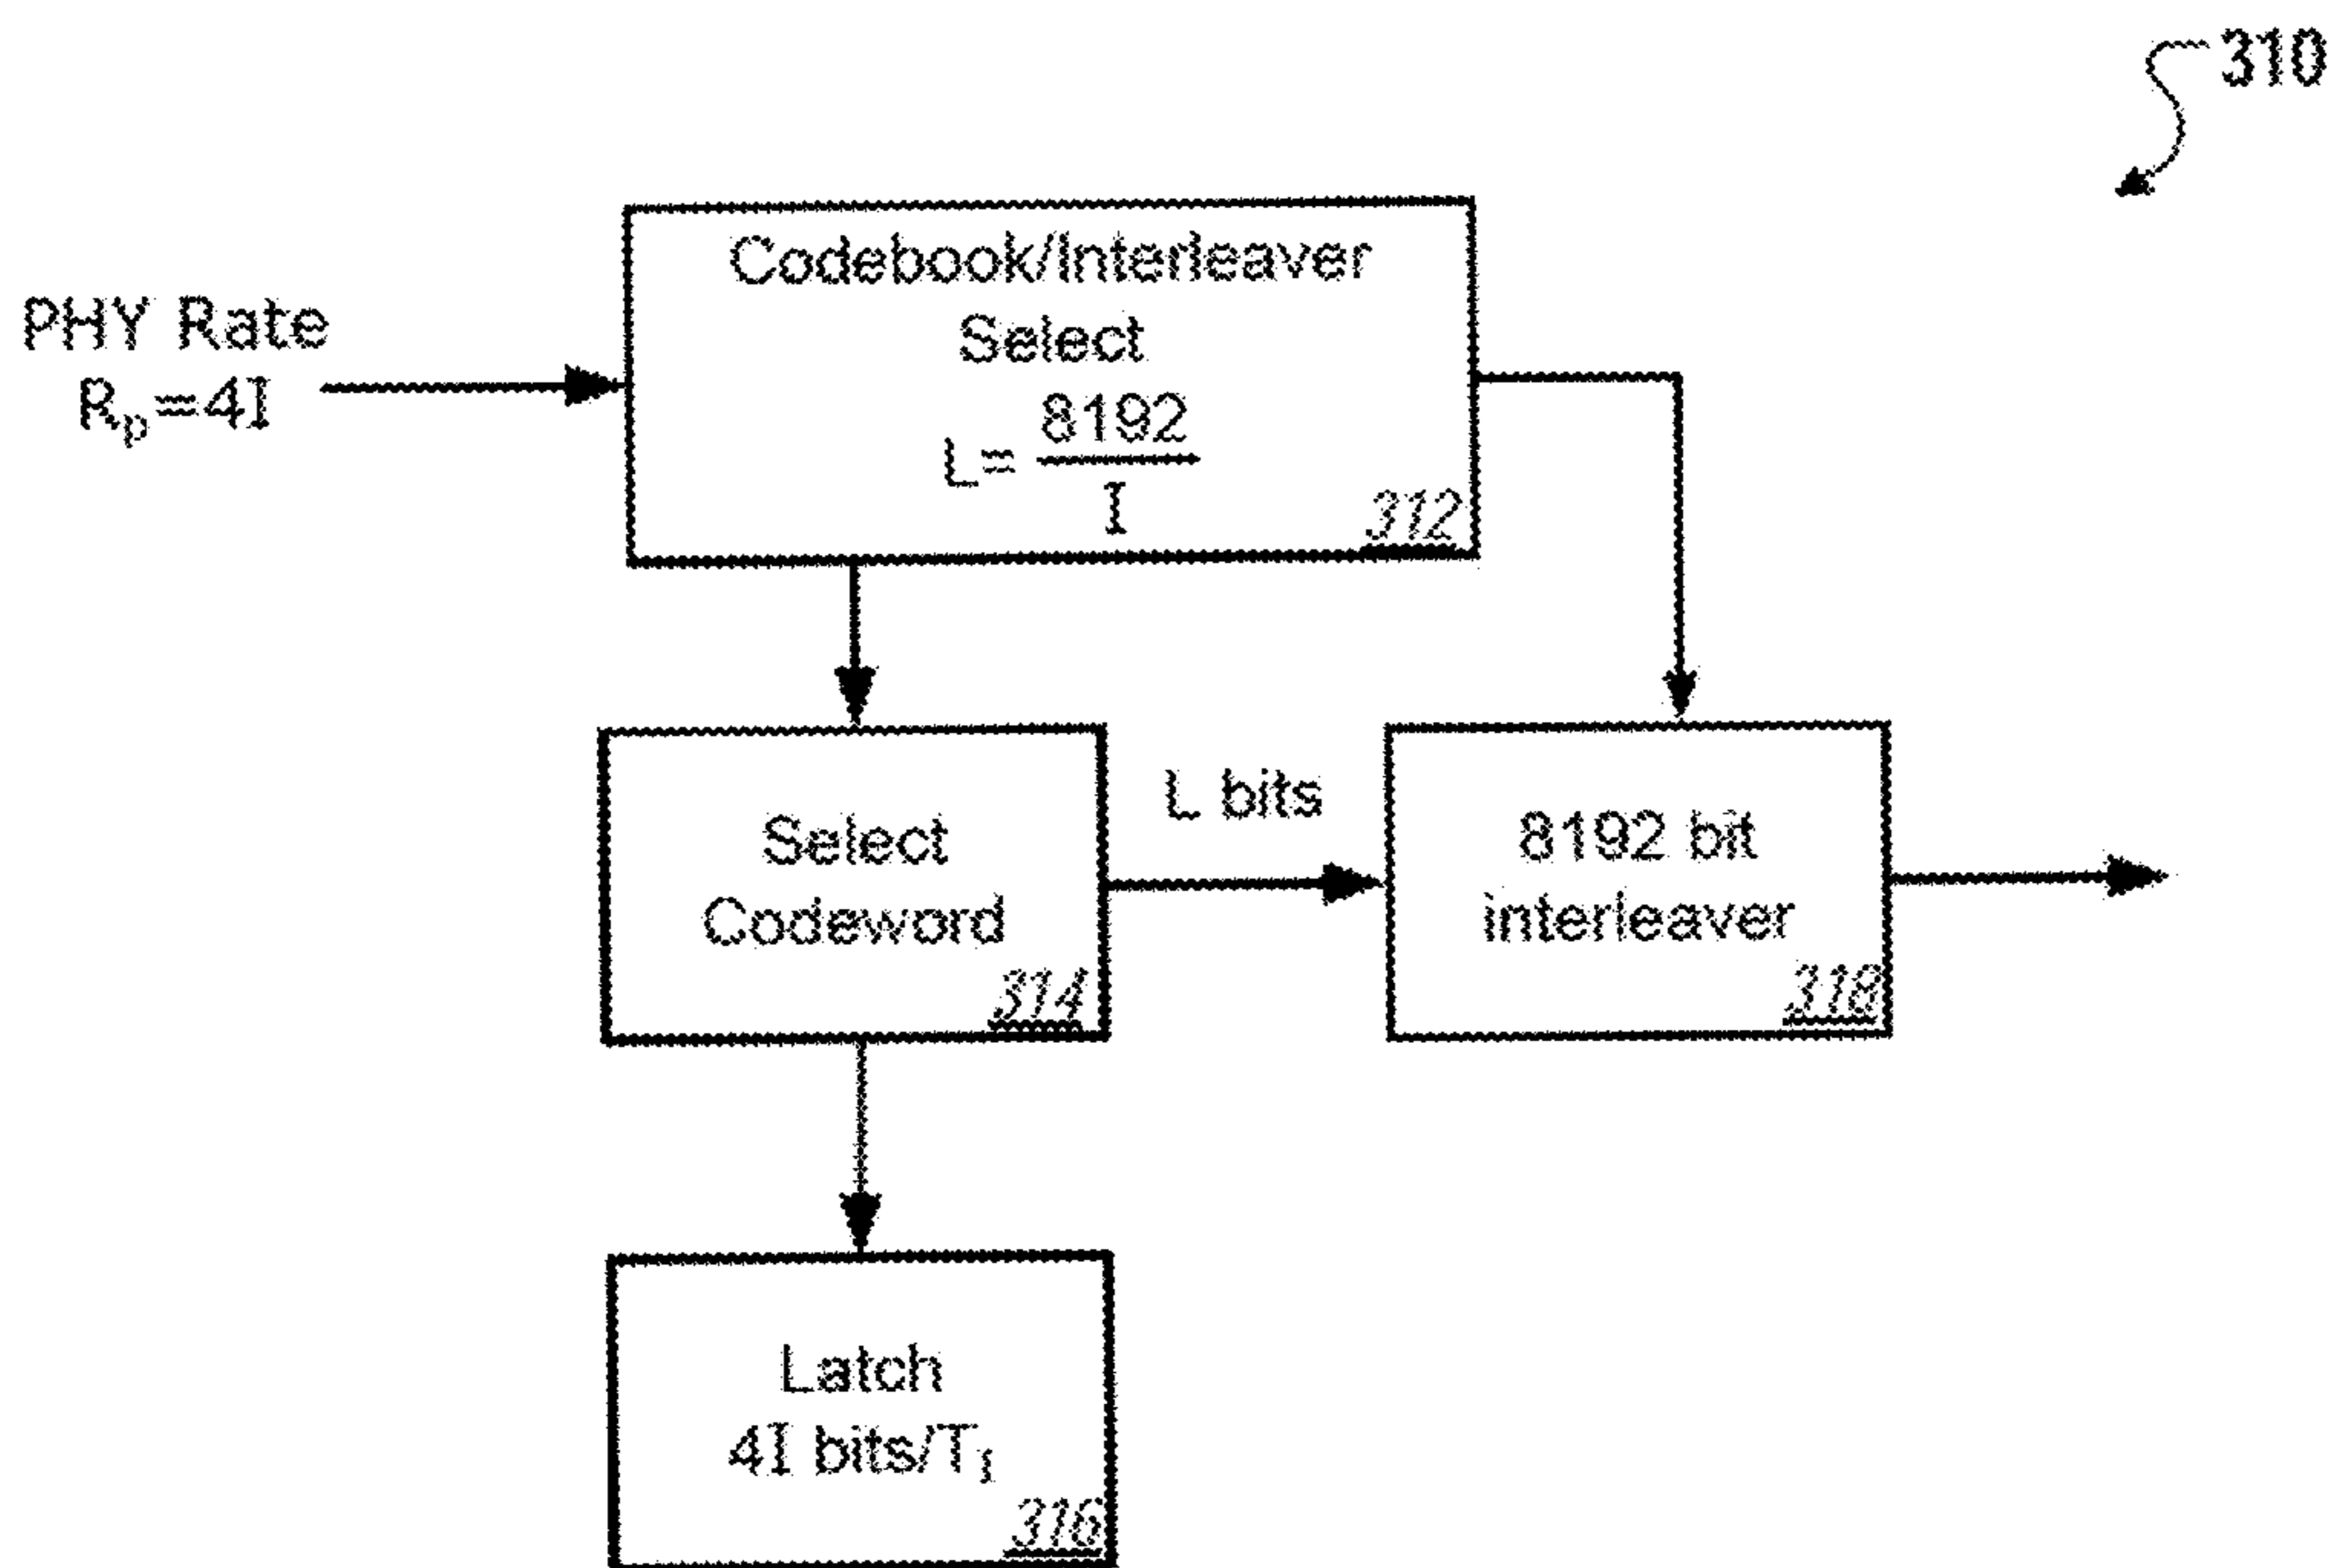 310
Codebook/Interleaver
Select
L= 8192
I
312
PHY Rate
Rp=4I
Select
Codeword
314
L bits
8192 bit
interleaver
318
Latch
4I bits/TI
316